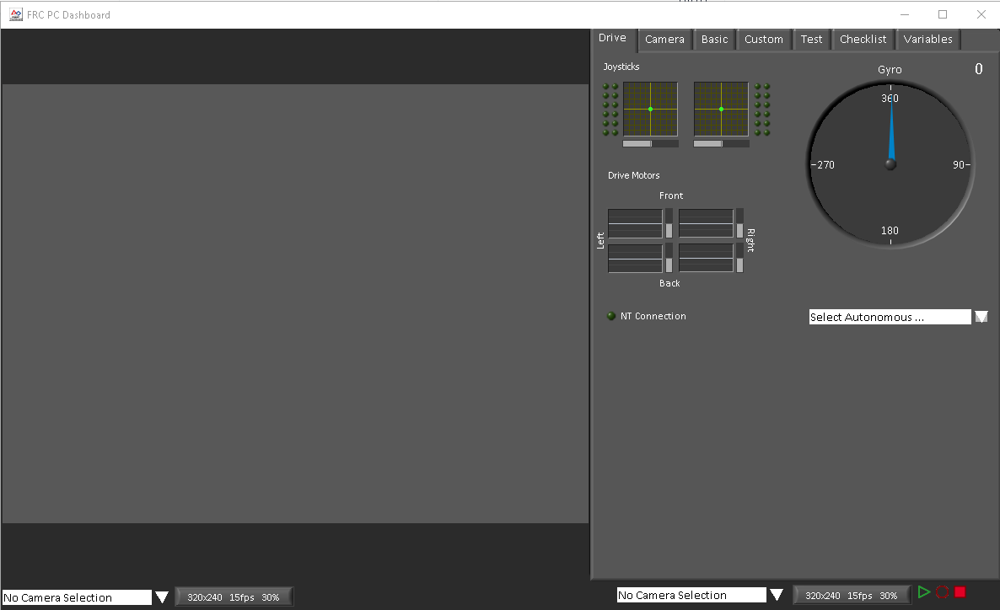 FRC PC Dashboard
Drive Camera Basic Custom Test Checklist Variables
Joysticks
Gyro 0
360
270 90
180
Drive Motors
Front
Left Right
Back
NT Connection
Select Autonomous ...
No Camera Selection 320x240 15fps 30%
No Camera Selection 320x240 15fps 30%